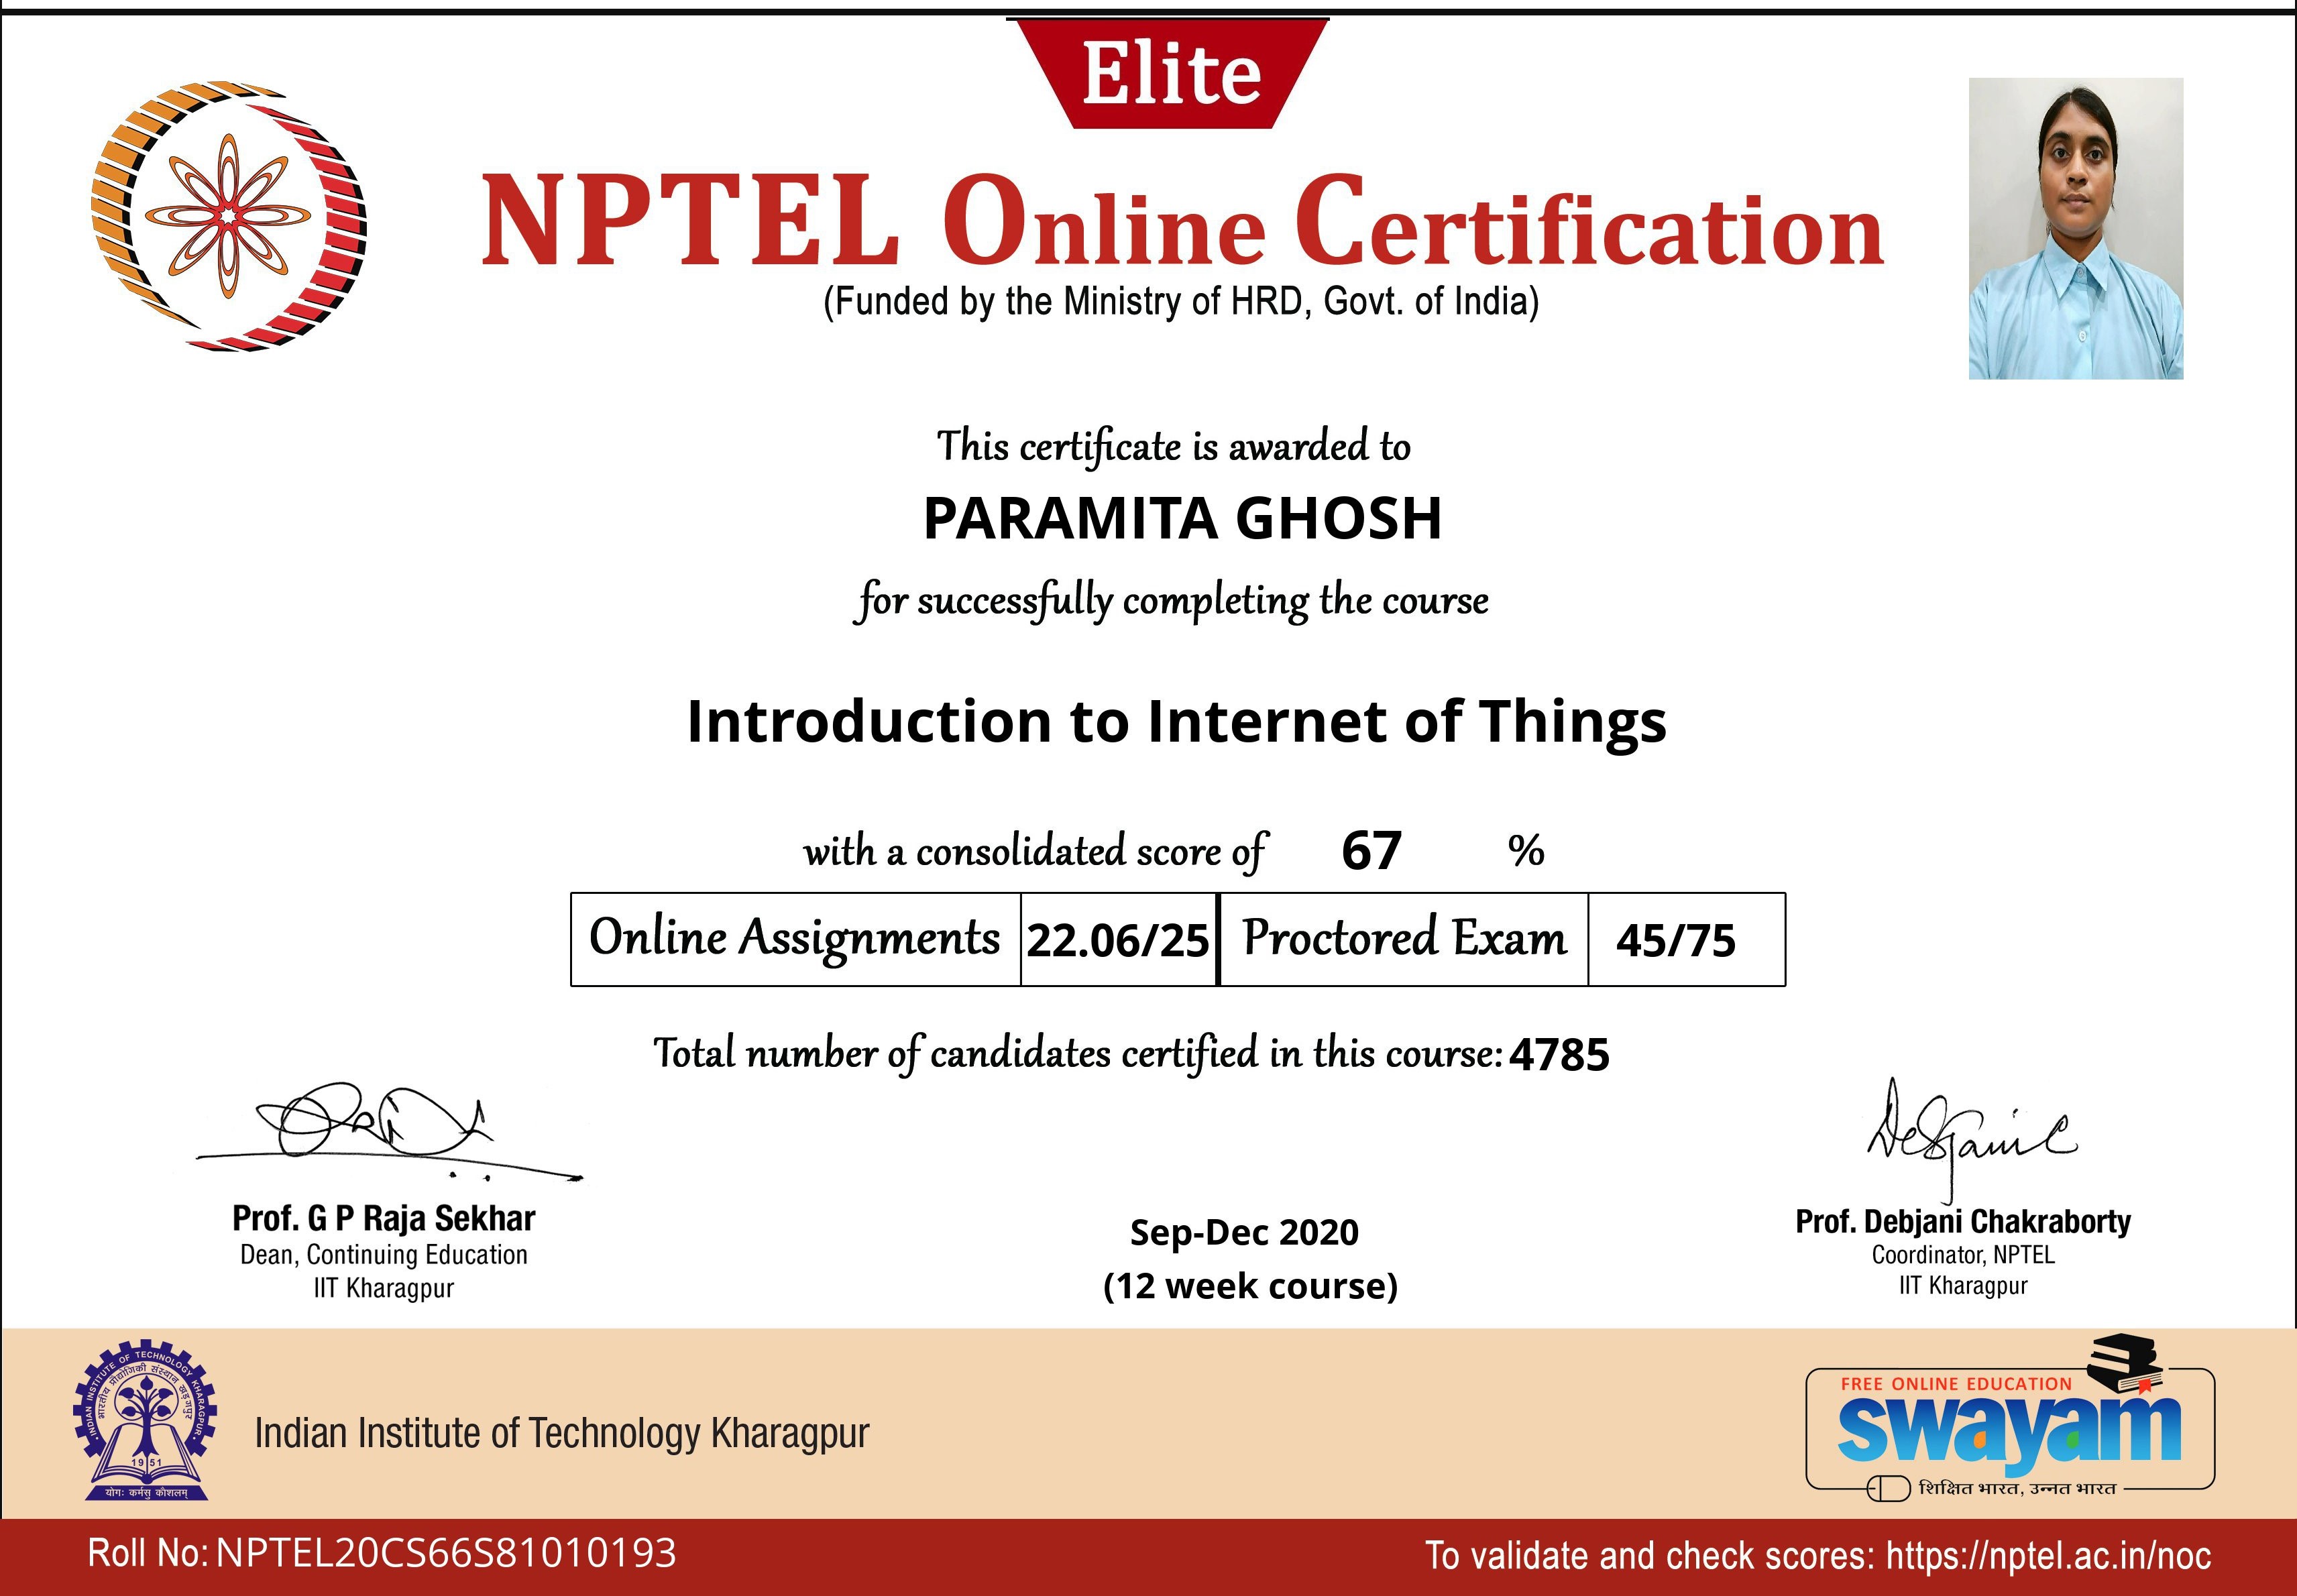 Elite
NPTEL Online Certification
(Funded by the Ministry of HRD, Govt. of India)
This certificate is awarded to
PARAMITA GHOSH
for successfully completing the course
Introduction to Internet of Things
with a consolidated score of 67 %
Online Assignments 22.06/25 Proctored Exam 45/75
Total number of candidates certified in this course: 4785
Debjani C
Prof. G P Raja Sekhar
Dean, Continuing Education
IIT Kharagpur
Sep-Dec 2020
(12 week course)
Prof. Debjani Chakraborty
Coordinator, NPTEL
IIT Kharagpur
INDIAN INSTITUTE OF TECHNOLOGY KHARAGPUR
भारतीय प्रौद्योगिकी संस्थान खड़गपुर
1951
योगः कर्मसु कौशलम्
Indian Institute of Technology Kharagpur
FREE ONLINE EDUCATION
swayam
शिक्षित भारत, उन्नत भारत
Roll No: NPTEL20CS66S81010193
To validate and check scores: https://nptel.ac.in/noc